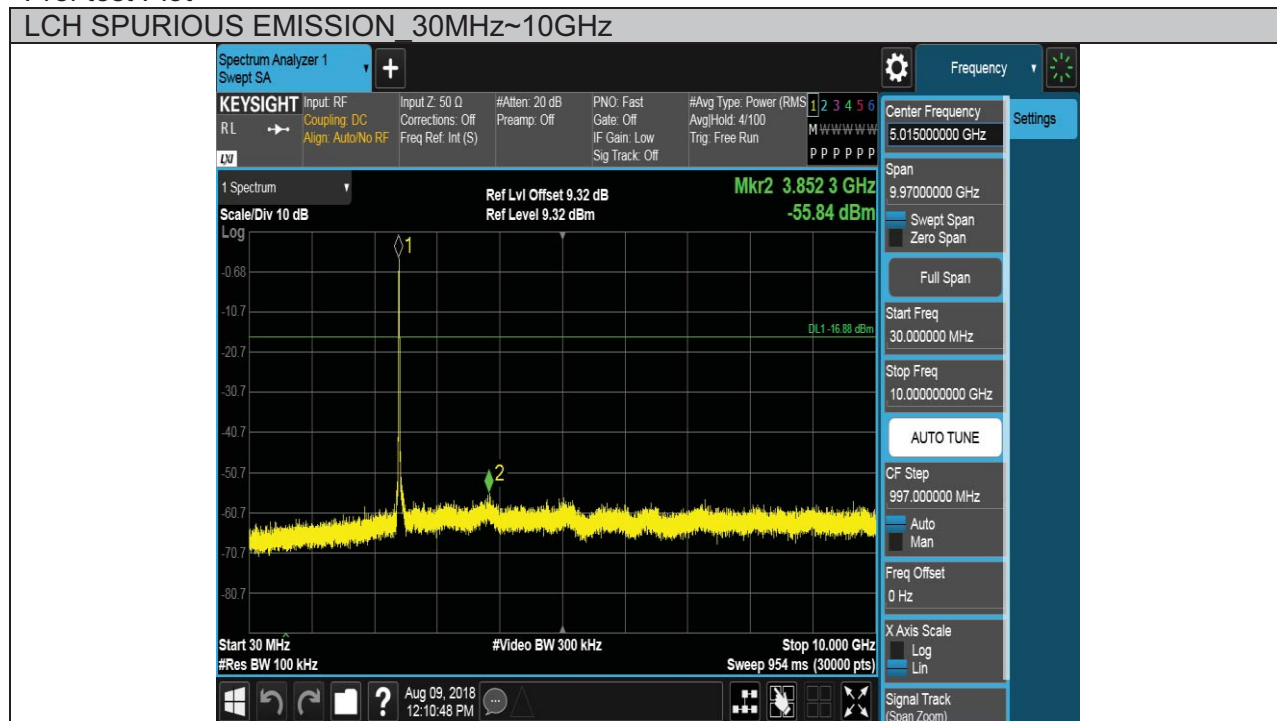 LCH SPURIOUS EMISSION_30MHz~10GHz
Spectrum Analyzer 1
Swept SA
+
Frequency
KEYSIGHT
RL
LXI
Input: RF
Coupling: DC
Align: Auto/No RF
Input Z: 50 Ω
Corrections: Off
Freq Ref: Int (S)
#Atten: 20 dB
Preamp: Off
PNO: Fast
Gate: Off
IF Gain: Low
Sig Track: Off
#Avg Type: Power (RMS
Avg|Hold: 4/100
Trig: Free Run
1 2 3 4 5 6
M W W W W W
P P P P P P
Center Frequency
5.015000000 GHz
Settings
1 Spectrum
Ref Lvl Offset 9.32 dB
Mkr2 3.852 3 GHz
Scale/Div 10 dB
Ref Level 9.32 dBm
-55.84 dBm
Span
9.97000000 GHz
Swept Span
Zero Span
Full Span
Start Freq
30.000000 MHz
Stop Freq
10.000000000 GHz
AUTO TUNE
CF Step
997.000000 MHz
Auto
Man
Freq Offset
0 Hz
X Axis Scale
Log
Lin
Signal Track
(Span Zoom)
Log
1
-0.68
-10.7
DL1 -16.88 dBm
-20.7
-30.7
-40.7
-50.7
2
-60.7
-70.7
-80.7
Start 30 MHz
#Video BW 300 kHz
Stop 10.000 GHz
#Res BW 100 kHz
Sweep 954 ms (30000 pts)
?
Aug 09, 2018
12:10:48 PM